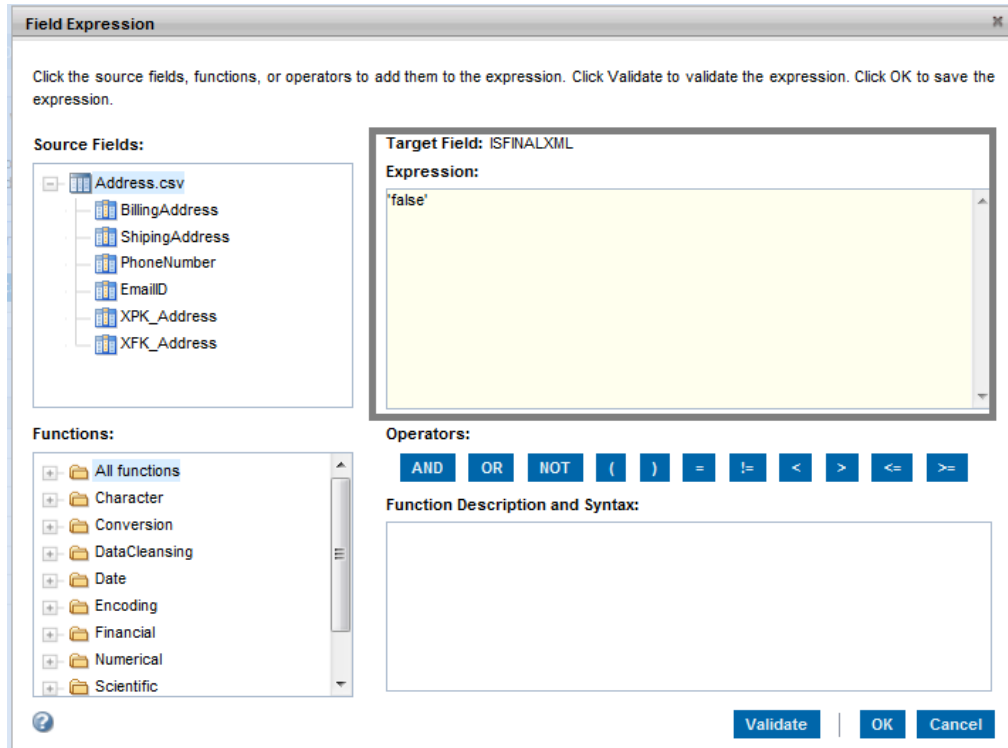 Field Expression
Click the source fields, functions, or operators to add them to the expression. Click Validate to validate the expression. Click OK to save the
expression.
Source Fields:
Address.csv
BillingAddress
ShipingAddress
PhoneNumber
EmailID
XPK_Address
XFK_Address
Target Field: ISFINALXML
Expression:
'false'
Functions:
All functions
Character
Conversion
DataCleansing
Date
Encoding
Financial
Numerical
Scientific
Operators:
AND OR NOT ( ) = != < > <= >=
Function Description and Syntax:
?
Validate OK Cancel